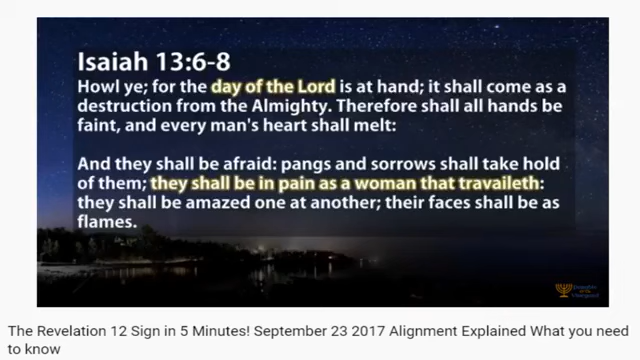 Isaiah 13:6-8
Howl ye; for the day of the Lord is at hand; it shall come as a
destruction from the Almighty. Therefore shall all hands be
faint, and every man's heart shall melt:
And they shall be afraid: pangs and sorrows shall take hold
of them; they shall be in pain as a woman that travaileth:
they shall be amazed one at another; their faces shall be as
flames.
The Revelation 12 Sign in 5 Minutes! September 23 2017 Alignment Explained What you need
to know